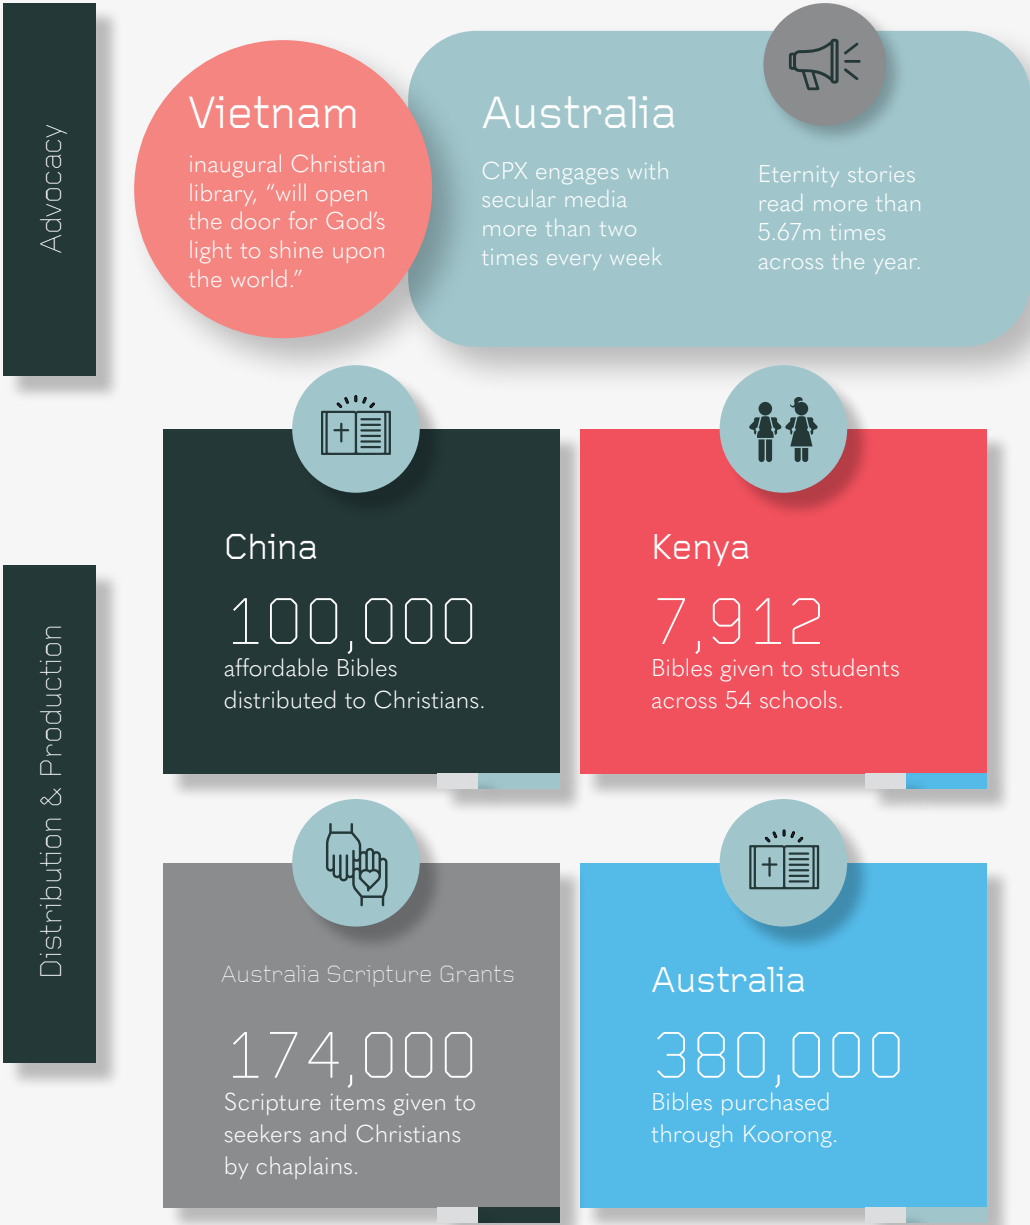 Advocacy
Vietnam
inaugural Christian
library, “will open
the door for God’s
light to shine upon
the world.”
Australia
CPX engages with
secular media
more than two
times every week
Eternity stories
read more than
5.67m times
across the year.
Distribution & Production
China
100,000
affordable Bibles
distributed to Christians.
Kenya
7,912
Bibles given to students
across 54 schools.
Australia Scripture Grants
174,000
Scripture items given to
seekers and Christians
by chaplains.
Australia
380,000
Bibles purchased
through Koorong.